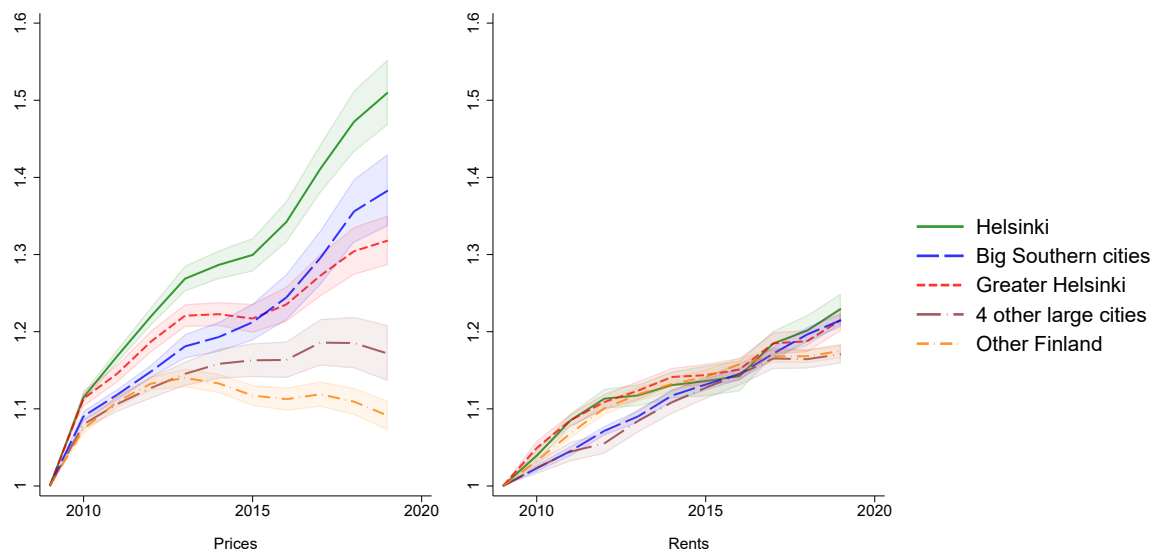 1.6
1.5
1.4
1.3
1.2
1.1
1
2010
2015
2020
Prices
1.6
1.5
1.4
1.3
1.2
1.1
1
2010
2015
2020
Rents
Helsinki
Big Southern cities
Greater Helsinki
4 other large cities
Other Finland